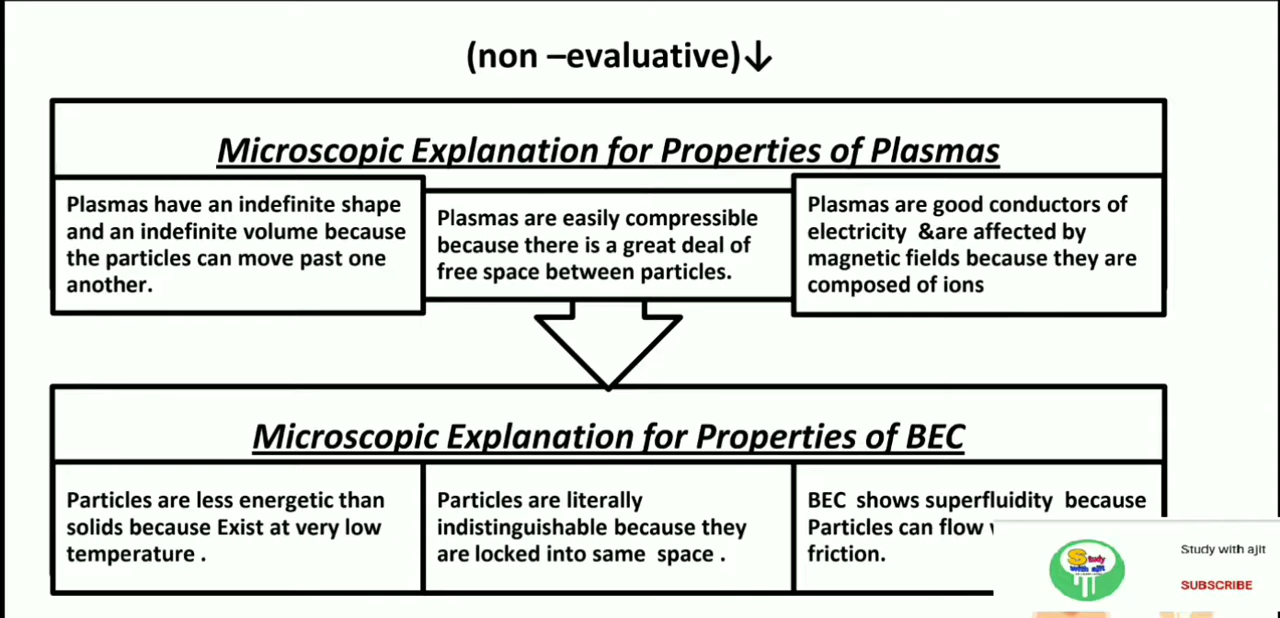 (non –evaluative)↓
Microscopic Explanation for Properties of Plasmas
Plasmas have an indefinite shape
and an indefinite volume because
the particles can move past one
another.
Plasmas are easily compressible
because there is a great deal of
free space between particles.
Plasmas are good conductors of
electricity &are affected by
magnetic fields because they are
composed of ions
Microscopic Explanation for Properties of BEC
Particles are less energetic than
solids because Exist at very low
temperature .
Particles are literally
indistinguishable because they
are locked into same space .
BEC shows superfluidity because
Particles can flow
friction.
Study
with ajit
Study with ajit
SUBSCRIBE